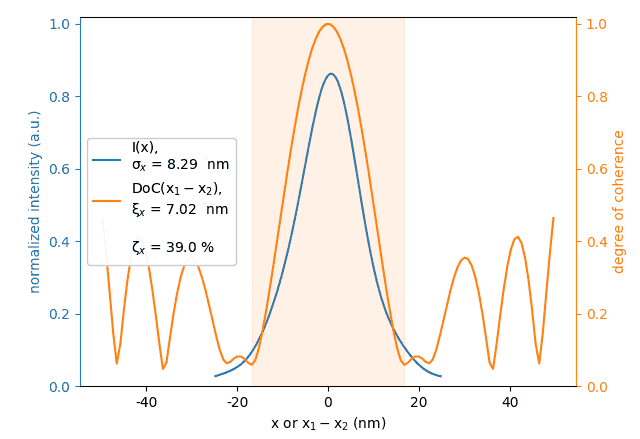 1.0
0.8
0.6
0.4
0.2
0.0
normalized intensity (a.u.)
I(x),
σₓ = 8.29 nm
DoC(x₁ − x₂),
ξₓ = 7.02 nm
ζₓ = 39.0 %
-40 -20 0 20 40
x or x₁ − x₂ (nm)
1.0
0.8
0.6
0.4
0.2
0.0
degree of coherence